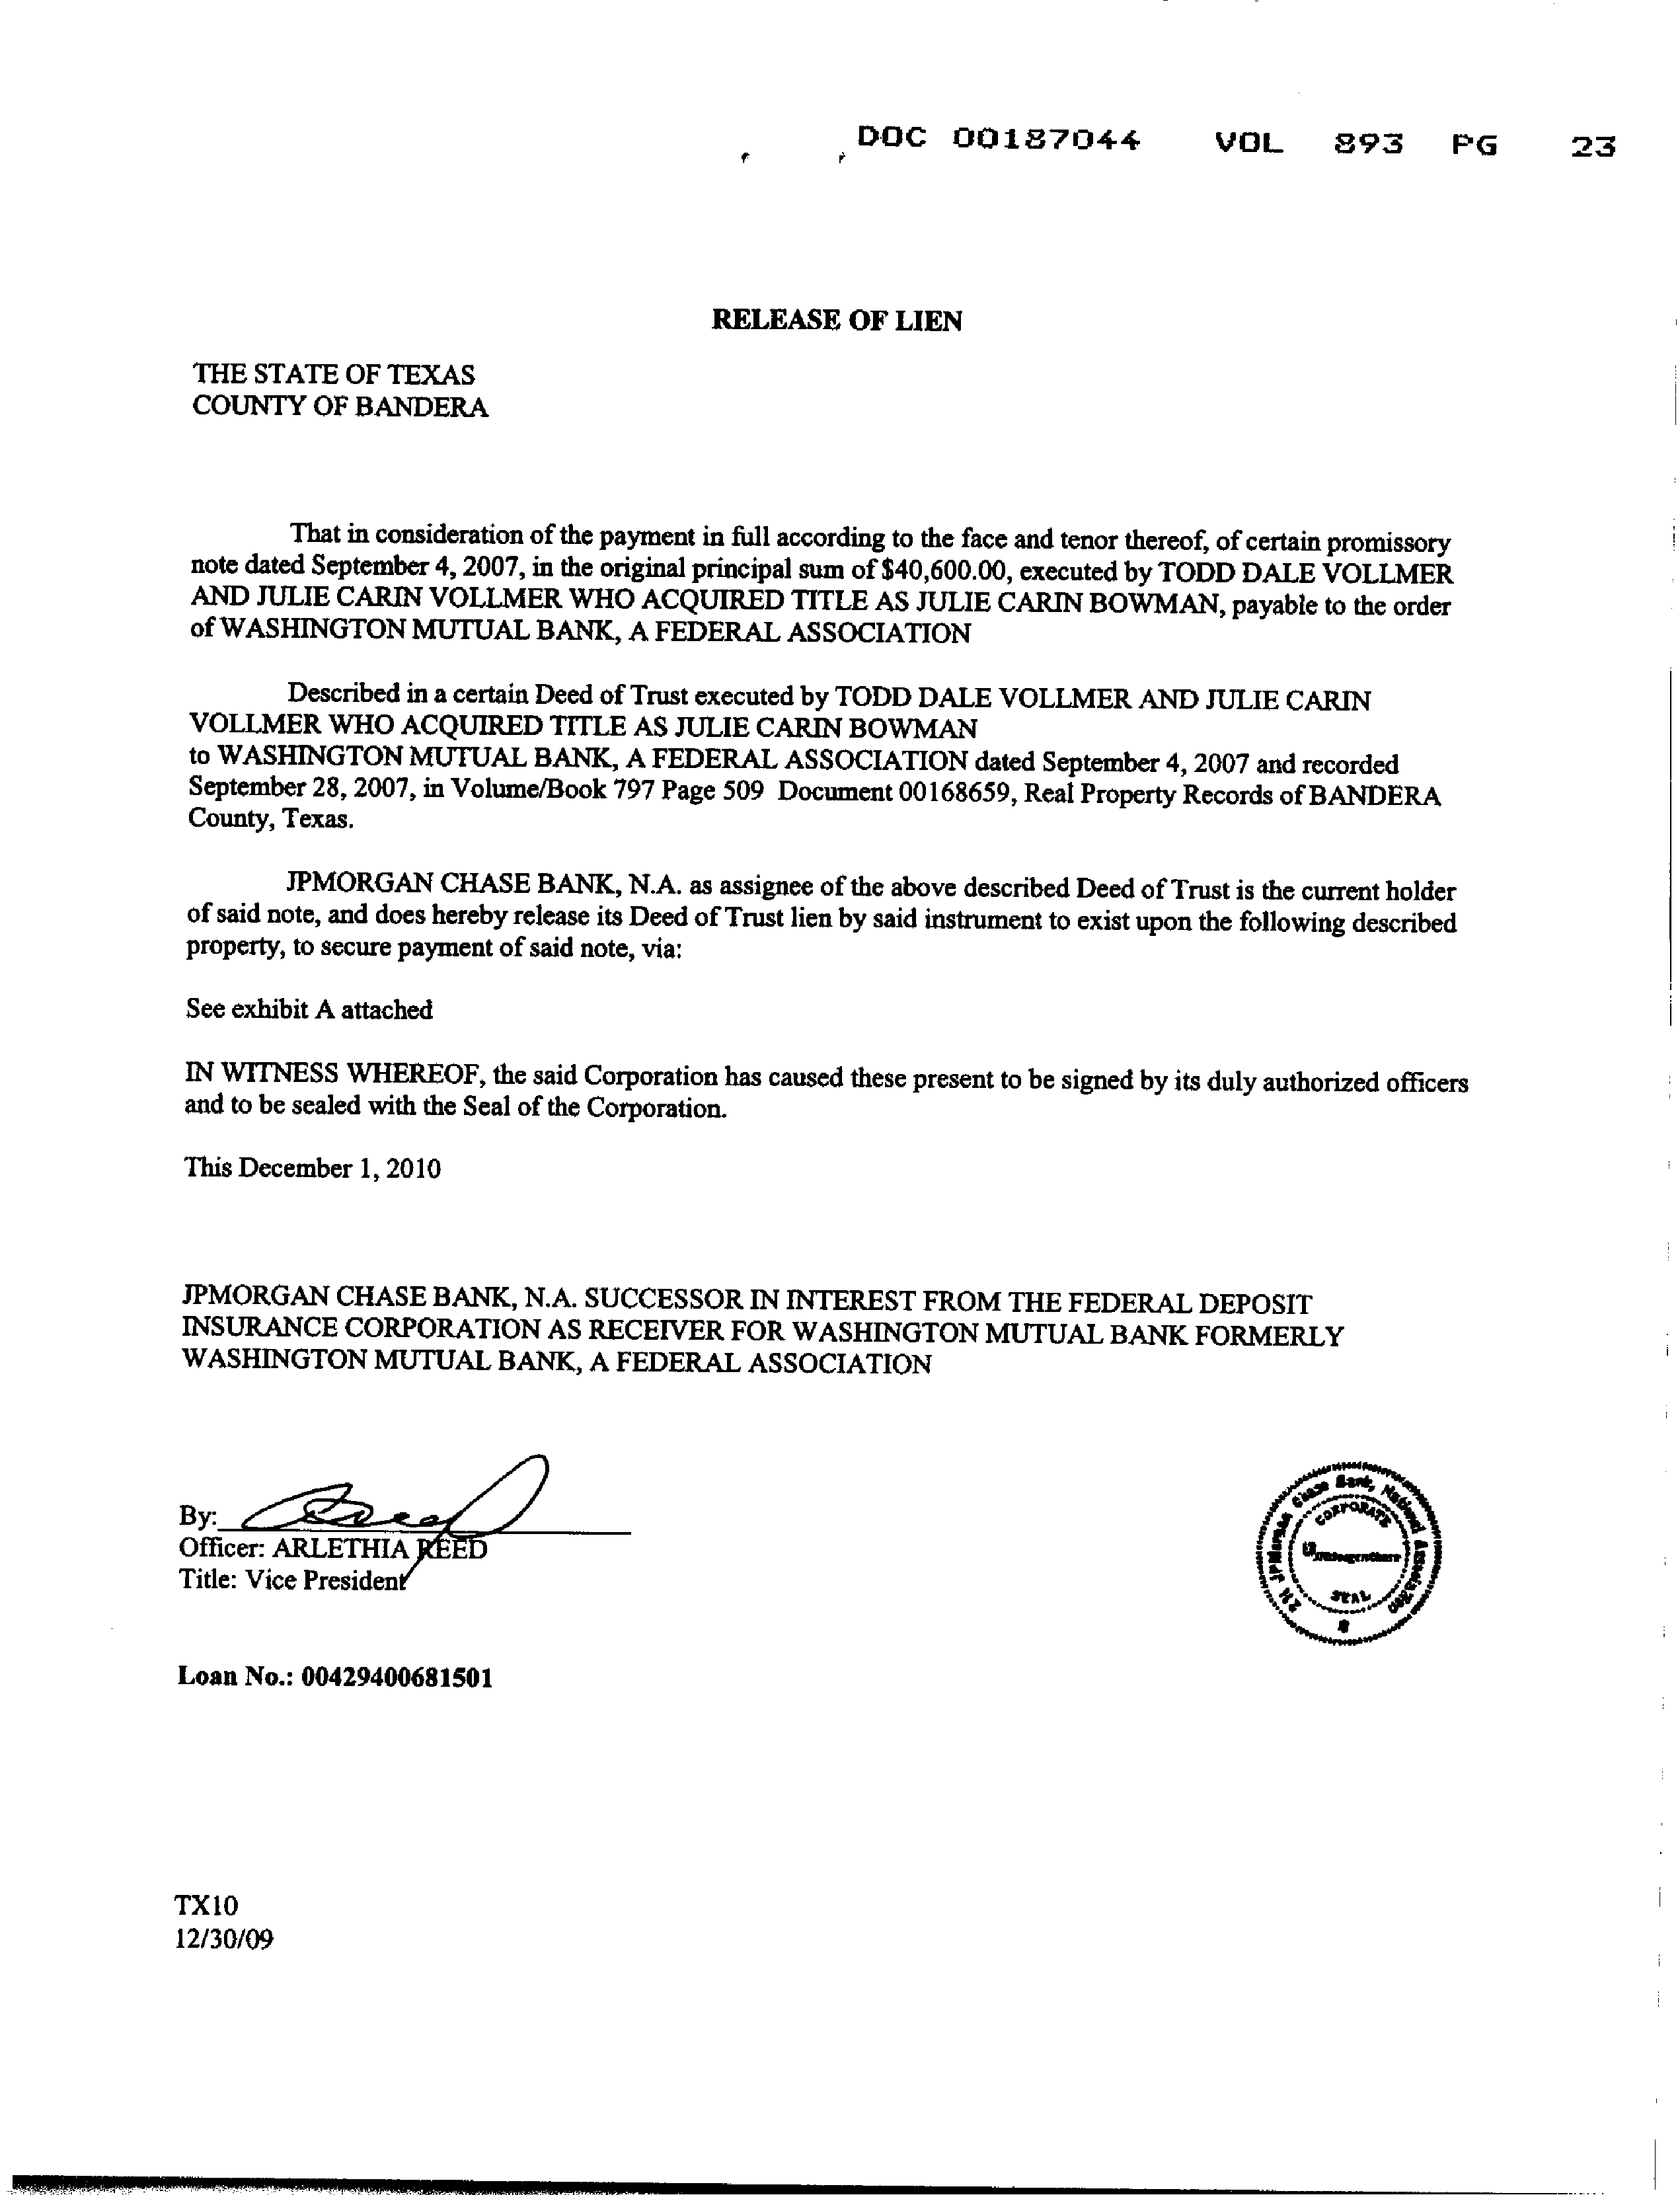 DOC 00187044 VOL 893 PG 23
RELEASE OF LIEN
THE STATE OF TEXAS
COUNTY OF BANDERA
That in consideration of the payment in full according to the face and tenor thereof, of certain promissory
note dated September 4, 2007, in the original principal sum of $40,600.00, executed by TODD DALE VOLLMER
AND JULIE CARIN VOLLMER WHO ACQUIRED TITLE AS JULIE CARIN BOWMAN, payable to the order
of WASHINGTON MUTUAL BANK, A FEDERAL ASSOCIATION
Described in a certain Deed of Trust executed by TODD DALE VOLLMER AND JULIE CARIN
VOLLMER WHO ACQUIRED TITLE AS JULIE CARIN BOWMAN
to WASHINGTON MUTUAL BANK, A FEDERAL ASSOCIATION dated September 4, 2007 and recorded
September 28, 2007, in Volume/Book 797 Page 509 Document 00168659, Real Property Records of BANDERA
County, Texas.
JPMORGAN CHASE BANK, N.A. as assignee of the above described Deed of Trust is the current holder
of said note, and does hereby release its Deed of Trust lien by said instrument to exist upon the following described
property, to secure payment of said note, via:
See exhibit A attached
IN WITNESS WHEREOF, the said Corporation has caused these present to be signed by its duly authorized officers
and to be sealed with the Seal of the Corporation.
This December 1, 2010
JPMORGAN CHASE BANK, N.A. SUCCESSOR IN INTEREST FROM THE FEDERAL DEPOSIT
INSURANCE CORPORATION AS RECEIVER FOR WASHINGTON MUTUAL BANK FORMERLY
WASHINGTON MUTUAL BANK, A FEDERAL ASSOCIATION
By:
Officer: ARLETHIA REED
Title: Vice President
JPMorgan Chase Bank, National Association
CORPORATE
SEAL
Loan No.: 00429400681501
TX10
12/30/09